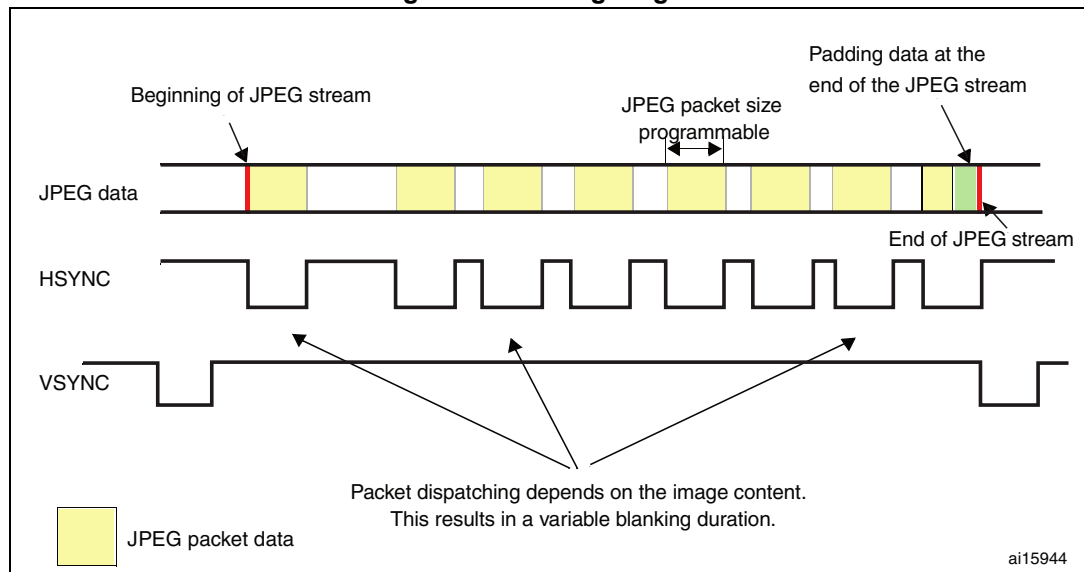 Padding data at the
end of the JPEG stream
Beginning of JPEG stream
JPEG packet size
programmable
JPEG data
End of JPEG stream
HSYNC
VSYNC
Packet dispatching depends on the image content.
This results in a variable blanking duration.
JPEG packet data
ai15944